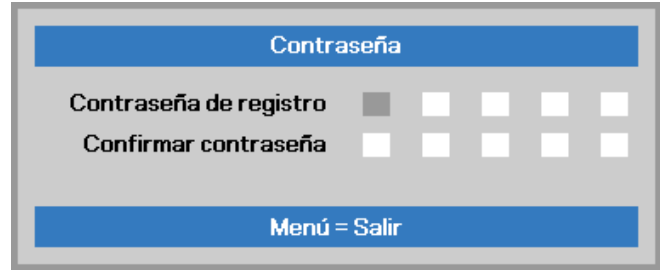 Contraseña
Contraseña de registro
Confirmar contraseña
Menú = Salir